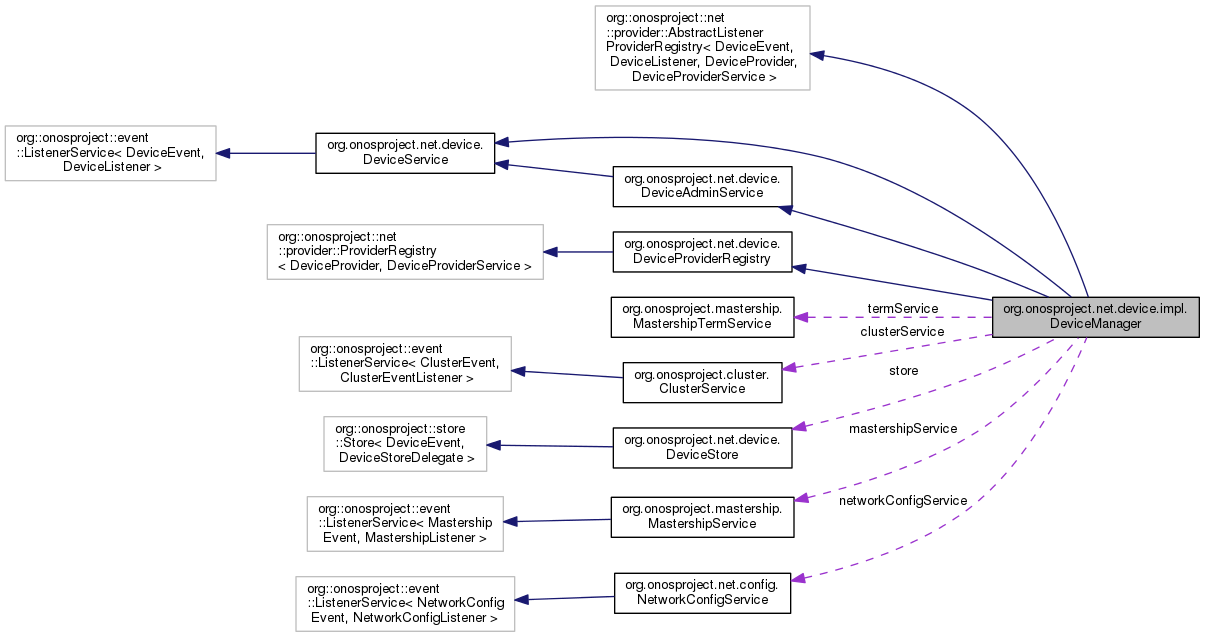 org::onosproject::net
::provider::AbstractListener
ProviderRegistry< DeviceEvent,
DeviceListener, DeviceProvider,
DeviceProviderService >
org::onosproject::event
::ListenerService< DeviceEvent,
DeviceListener >
org.onosproject.net.device.
DeviceService
org.onosproject.net.device.
DeviceAdminService
org::onosproject::net
::provider::ProviderRegistry
< DeviceProvider, DeviceProviderService >
org.onosproject.net.device.
DeviceProviderRegistry
org.onosproject.mastership.
MastershipTermService
termService
org.onosproject.net.device.impl.
DeviceManager
clusterService
org::onosproject::event
::ListenerService< ClusterEvent,
ClusterEventListener >
org.onosproject.cluster.
ClusterService
store
org::onosproject::store
::Store< DeviceEvent,
DeviceStoreDelegate >
org.onosproject.net.device.
DeviceStore
mastershipService
org::onosproject::event
::ListenerService< Mastership
Event, MastershipListener >
org.onosproject.mastership.
MastershipService
networkConfigService
org::onosproject::event
::ListenerService< NetworkConfig
Event, NetworkConfigListener >
org.onosproject.net.config.
NetworkConfigService